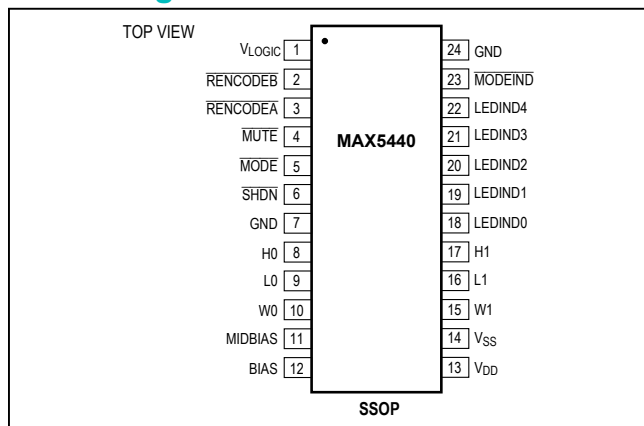 TOP VIEW
VLOGIC 1
RENCODEB 2
RENCODEA 3
MUTE 4
MODE 5
SHDN 6
GND 7
H0 8
L0 9
W0 10
MIDBIAS 11
BIAS 12
MAX5440
24 GND
23 MODEIND
22 LEDIND4
21 LEDIND3
20 LEDIND2
19 LEDIND1
18 LEDIND0
17 H1
16 L1
15 W1
14 VSS
13 VDD
SSOP